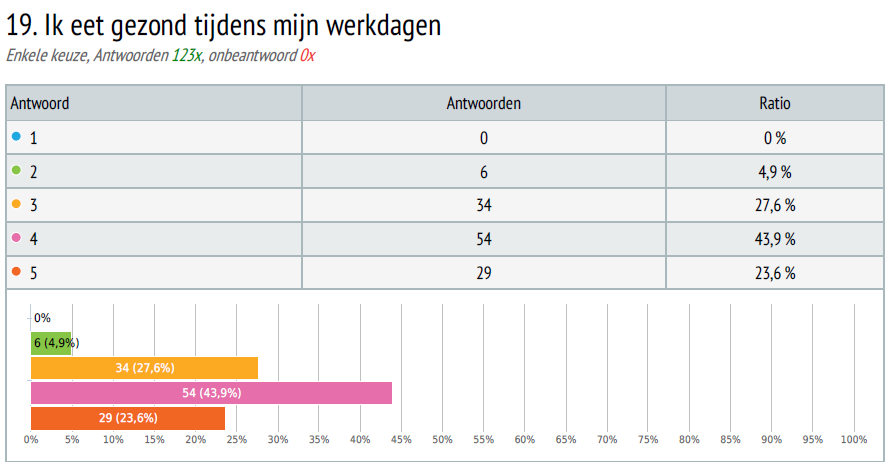 19. Ik eet gezond tijdens mijn werkdagen
Enkele keuze, Antwoorden 123x, onbeantwoord 0x
Antwoord Antwoorden Ratio
1 0 0 %
2 6 4,9 %
3 34 27,6 %
4 54 43,9 %
5 29 23,6 %
0%
6 (4,9%)
34 (27,6%)
54 (43,9%)
29 (23,6%)
0% 5% 10% 15% 20% 25% 30% 35% 40% 45% 50% 55% 60% 65% 70% 75% 80% 85% 90% 95% 100%